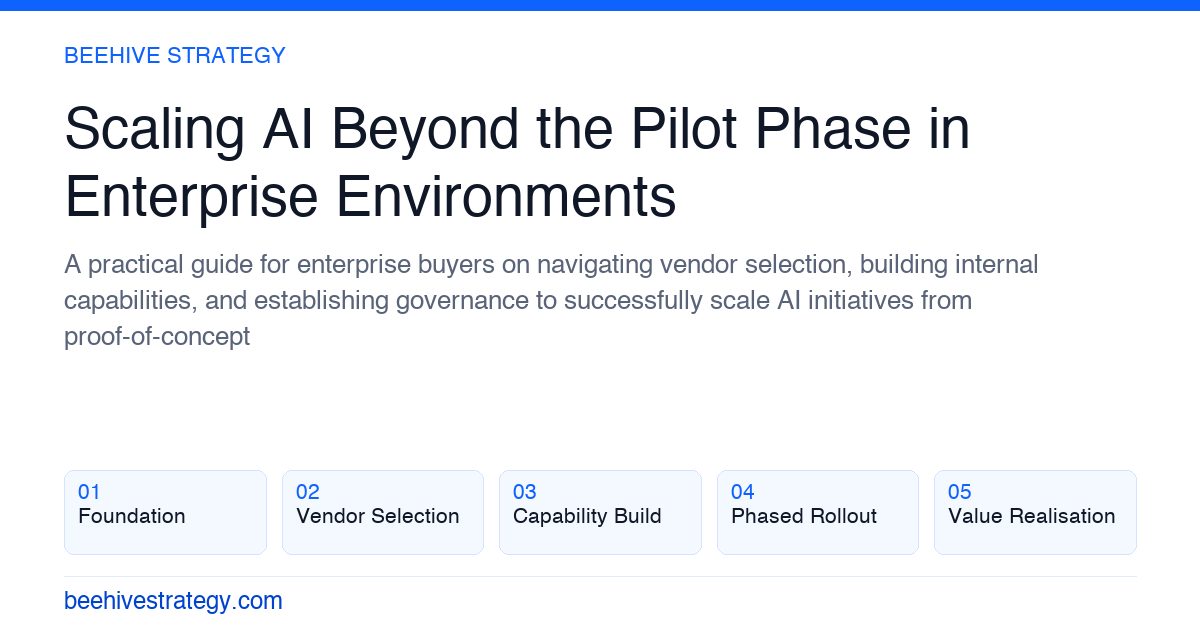 BEEHIVE STRATEGY
Scaling AI Beyond the Pilot Phase in
Enterprise Environments
A practical guide for enterprise buyers on navigating vendor selection, building internal
capabilities, and establishing governance to successfully scale AI initiatives from
proof-of-concept
01
Foundation
02
Vendor Selection
03
Capability Build
04
Phased Rollout
05
Value Realisation
beehivestrategy.com